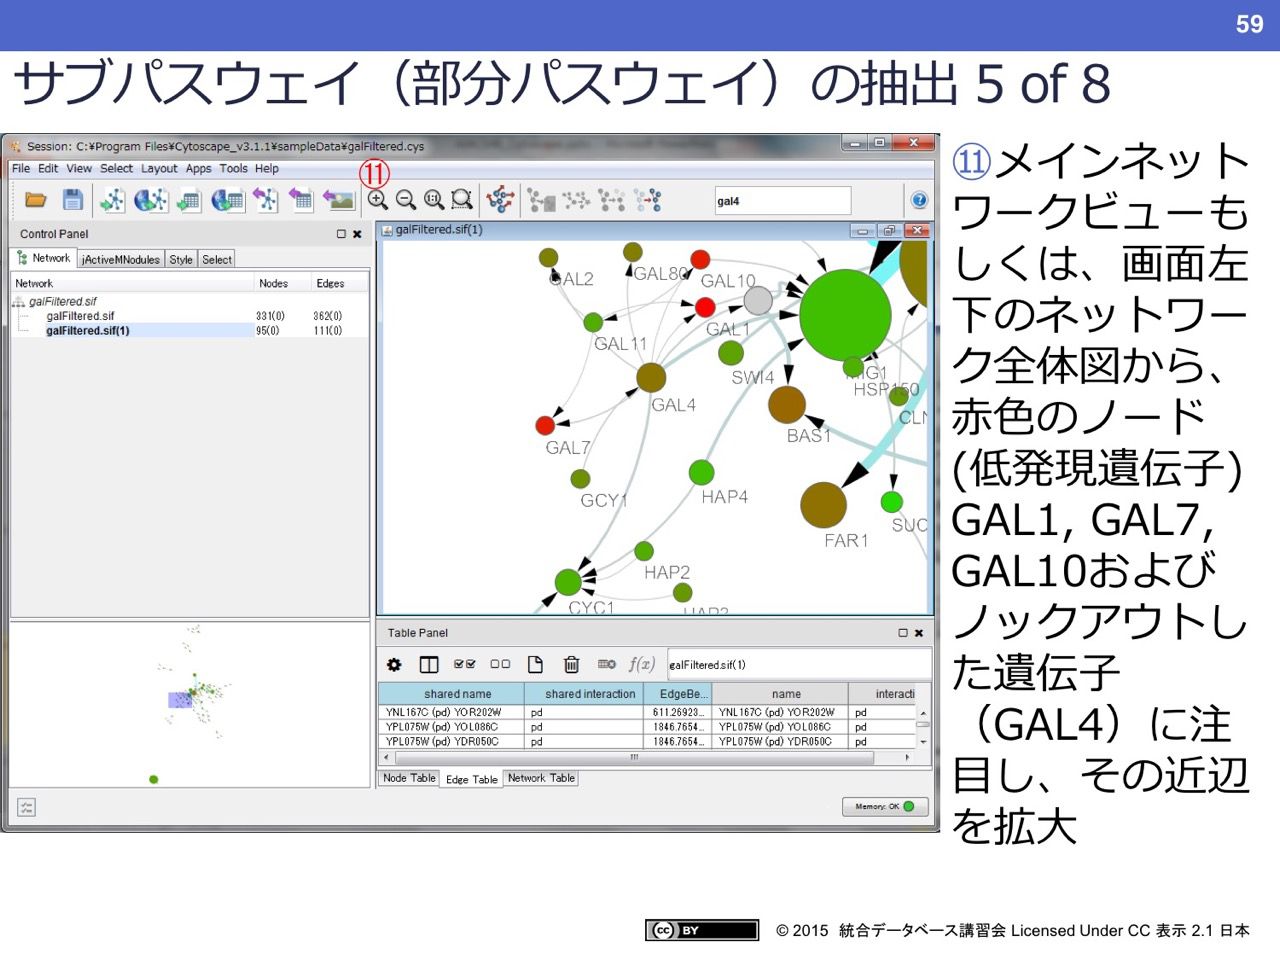 59
サブパスウェイ（部分パスウェイ）の抽出 5 of 8
Session: C:¥Program Files¥Cytoscape_v3.1.1¥sampleData¥galFiltered.cys
File Edit View Select Layout Apps Tools Help
⑪
gal4
Control Panel
Network jActiveMNodules Style Select
Network Nodes Edges
galFiltered.sif
galFiltered.sif 331(0) 362(0)
galFiltered.sif(1) 95(0) 111(0)
galFiltered.sif(1)
GAL2
GAL80
GAL10
GAL1
GAL11
SWI4
MIG1
HSP150
GAL4
CLN
BAS1
GAL7
GCY1
HAP4
SUC
FAR1
HAP2
CYC1
HAP3
Table Panel
f(x)
galFiltered.sif(1)
shared name shared interaction EdgeBe... name interacti
YNL167C (pd) YOR202W pd 611.26923... YNL167C (pd) YOR202W pd
YPL075W (pd) YOL086C pd 1846.7654... YPL075W (pd) YOL086C pd
YPL075W (pd) YDR050C pd 1846.7654... YPL075W (pd) YDR050C pd
Node Table Edge Table Network Table
Memory: OK
⑪メインネット
ワークビューも
しくは、画面左
下のネットワー
ク全体図から、
赤色のノード
(低発現遺伝子)
GAL1, GAL7,
GAL10および
ノックアウトし
た遺伝子
（GAL4）に注
目し、その近辺
を拡大
cc BY
© 2015 統合データベース講習会 Licensed Under CC 表示 2.1 日本